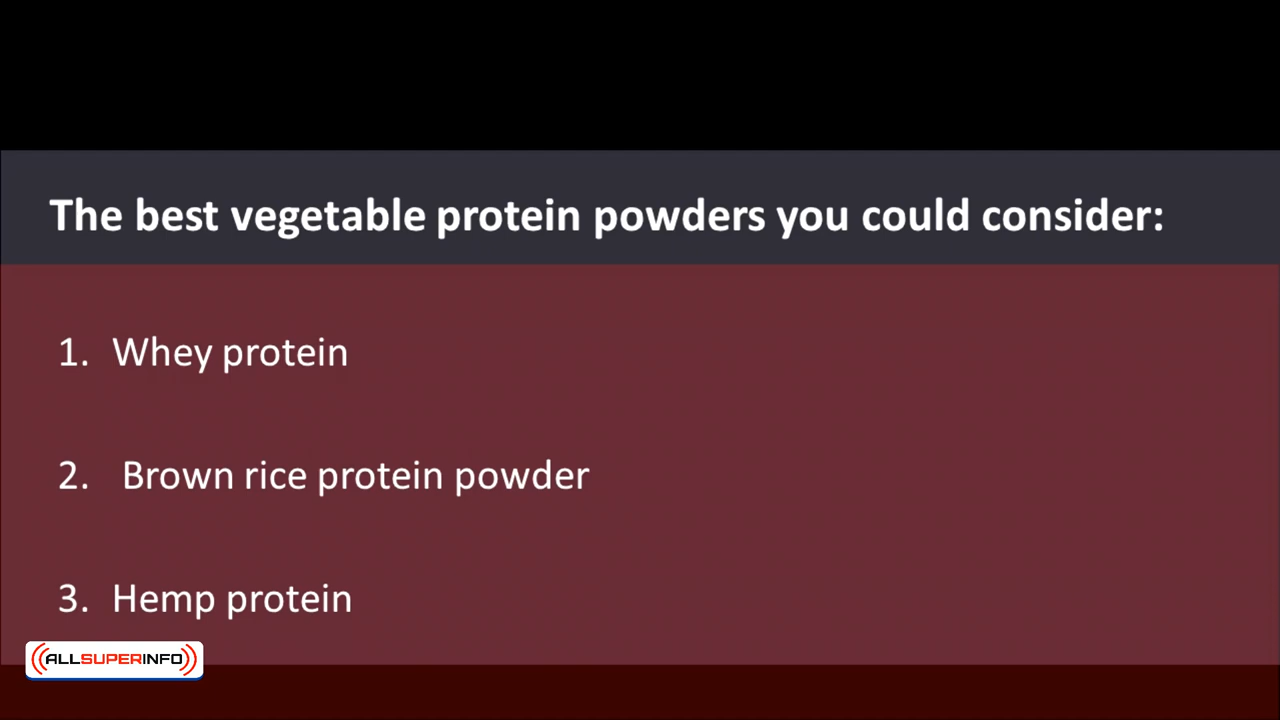 The best vegetable protein powders you could consider:
1. Whey protein
2. Brown rice protein powder
3. Hemp protein
ALLSUPERINFO